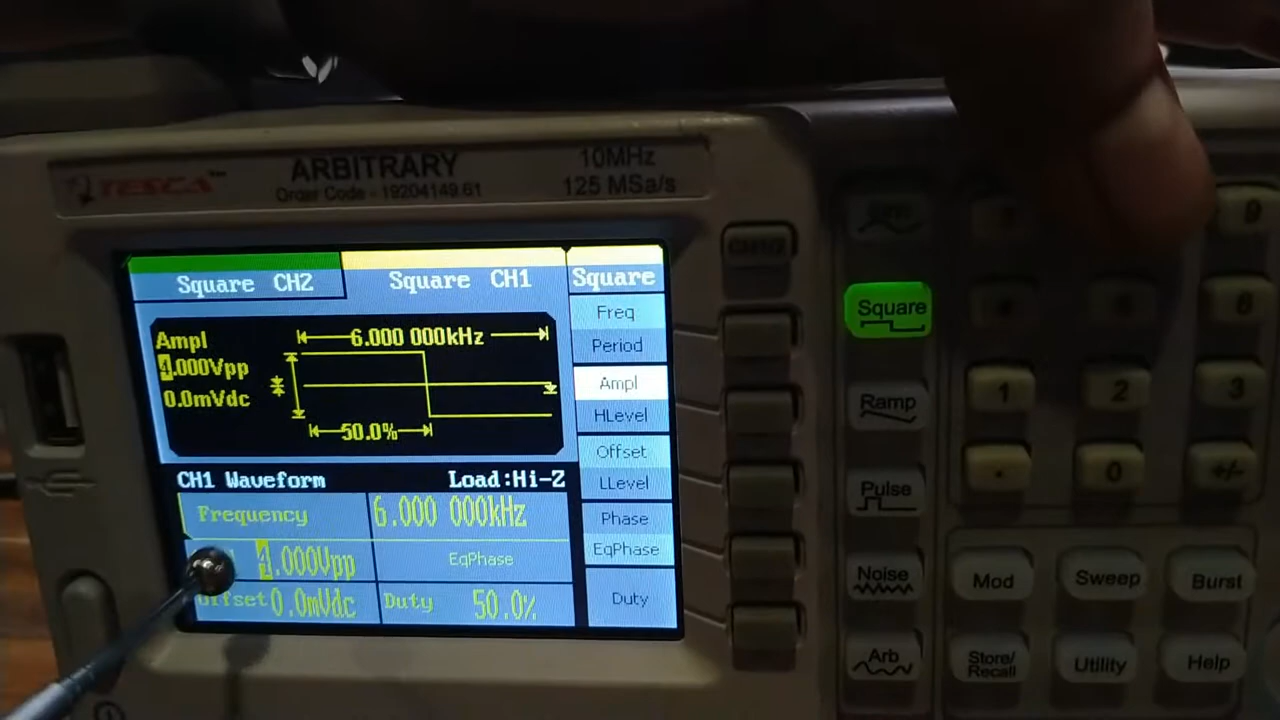 TESCA™
ARBITRARY
Order Code - 19204149.61
10MHz
125 MSa/s
Square CH2
Square CH1
Square
Ampl
4.000Vpp
0.0mVdc
6.000 000kHz
50.0%
Freq
Period
Ampl
HLevel
Offset
LLevel
Phase
EqPhase
Duty
CH1 Waveform
Load:Hi-Z
Frequency
6.000 000kHz
4.000Vpp
EqPhase
Offset 0.0mVdc
Duty 50.0%
Square
Ramp
Pulse
Noise
Arb
9
6
1
2
3
.
0
+/-
Mod
Sweep
Burst
Store/
Recall
Utility
Help